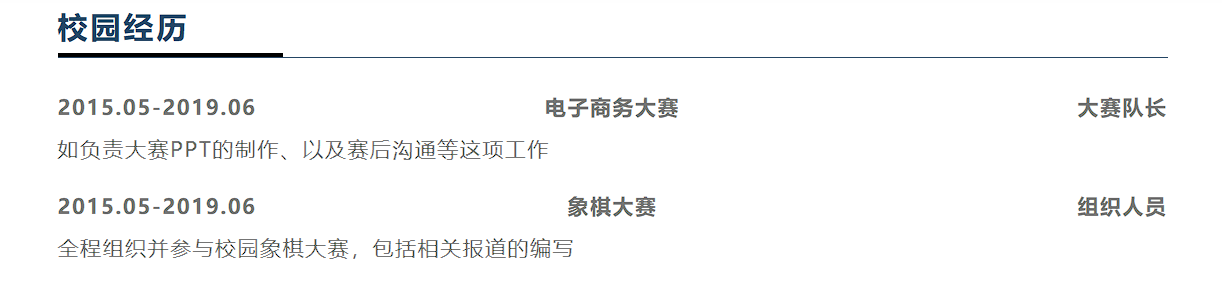 校园经历
2015.05-2019.06 电子商务大赛 大赛队长
如负责大赛PPT的制作、以及赛后沟通等这项工作
2015.05-2019.06 象棋大赛 组织人员
全程组织并参与校园象棋大赛，包括相关报道的编写